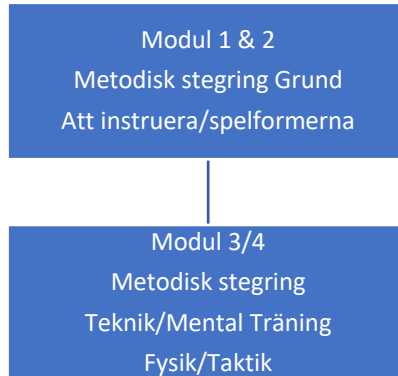 Modul 1 & 2
Metodisk stegring Grund
Att instruera/spelformerna
Modul 3/4
Metodisk stegring
Teknik/Mental Träning
Fysik/Taktik